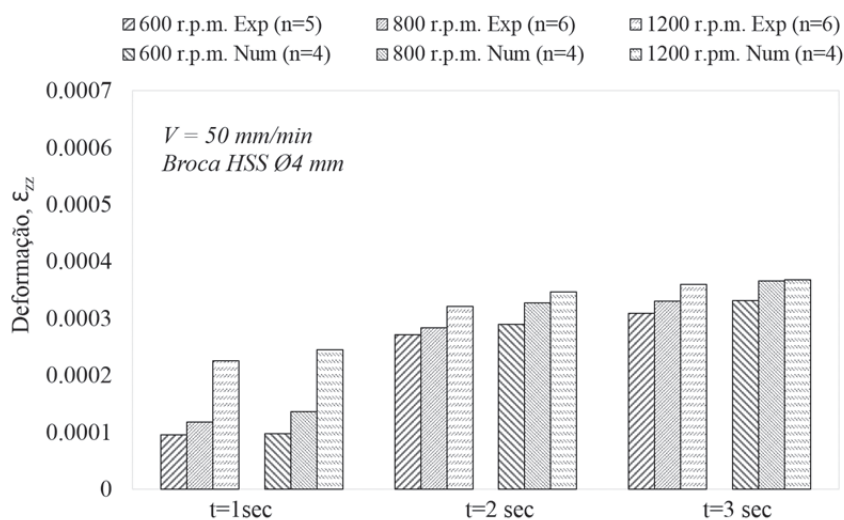 600 r.p.m. Exp (n=5) 800 r.p.m. Exp (n=6) 1200 r.p.m. Exp (n=6)
600 r.p.m. Num (n=4) 800 r.p.m. Num (n=4) 1200 r.pm. Num (n=4)
0.0007
V = 50 mm/min
0.0006
Broca HSS Ø4 mm
0.0005
0.0004
0.0003
0.0002
0.0001
0
Deformação, εzz
t=1sec t=2 sec t=3 sec